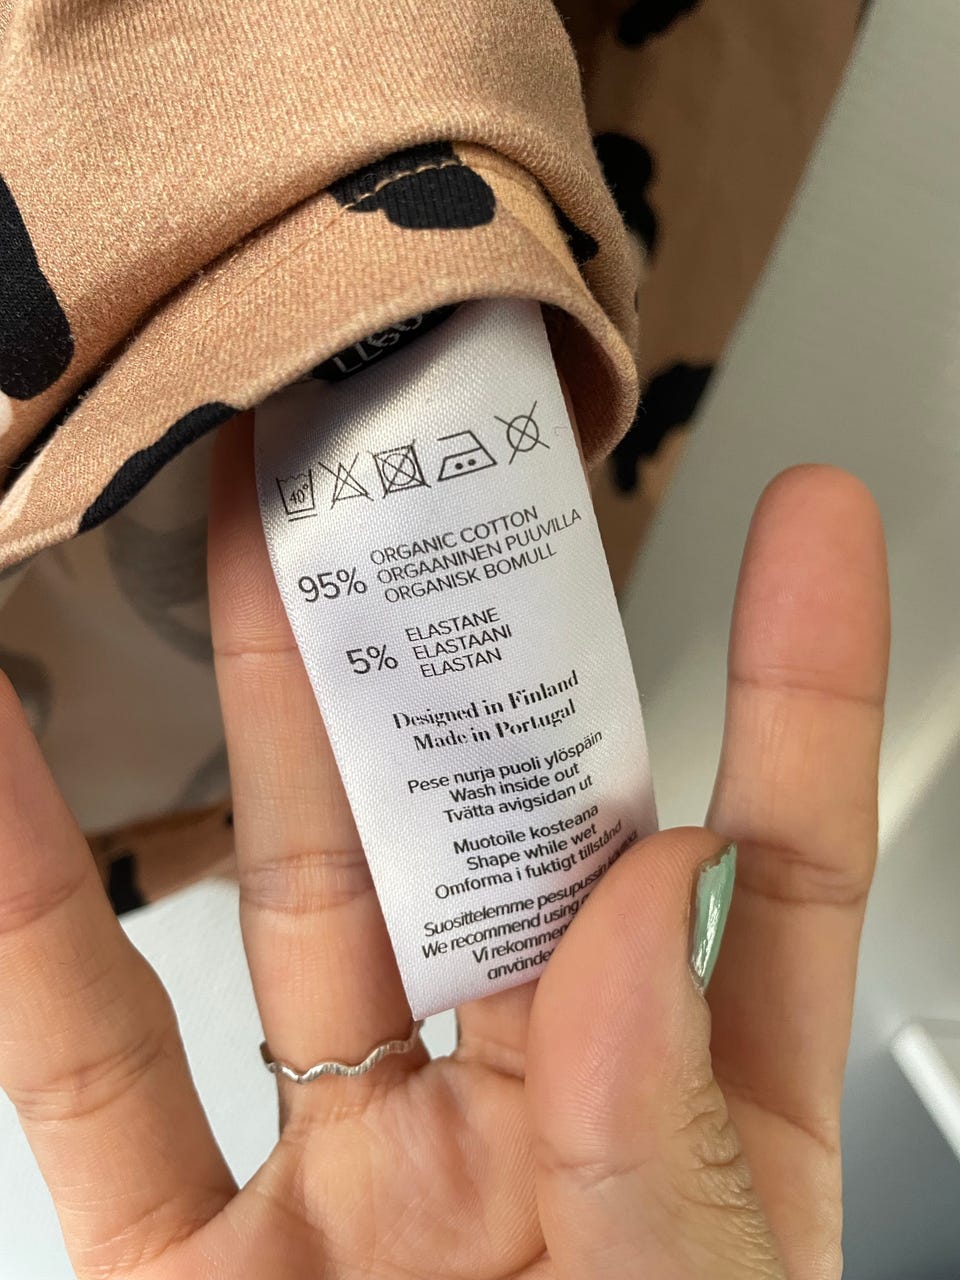 40°
95%
ORGANIC COTTON
ORGAANINEN PUUVILLA
ORGANISK BOMULL
5%
ELASTANE
ELASTAANI
ELASTAN
Designed in Finland
Made in Portugal
Pese nurja puoli ylöspäin
Wash inside out
Tvätta avigsidan ut
Muotoile kosteana
Shape while wet
Omforma i fuktigt tillstånd
Suosittelemme pesupussin
We recommend using
Vi